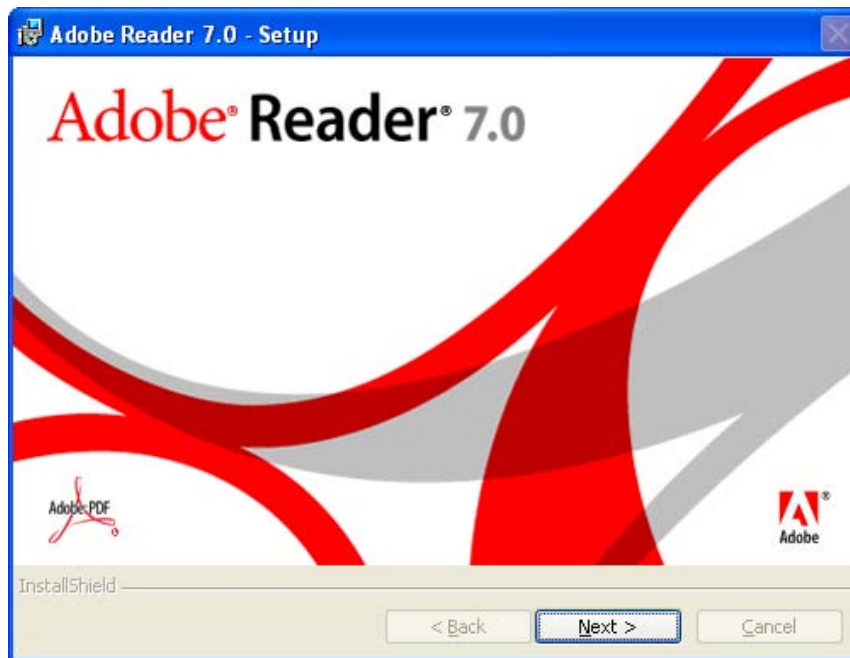 Adobe Reader 7.0 - Setup
Adobe® Reader® 7.0
Adobe PDF
®
Adobe
InstallShield
< Back Next > Cancel